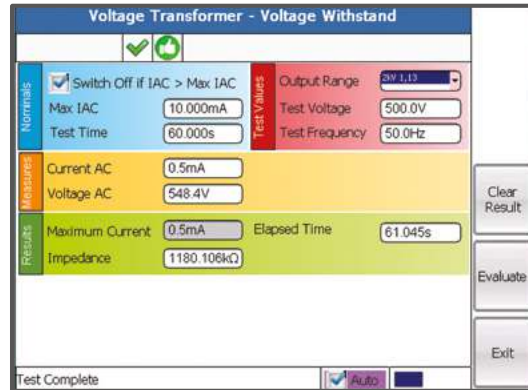 Voltage Transformer - Voltage Withstand
Nominals
Switch Off if IAC > Max IAC
Max IAC 10.000mA
Test Time 60.000s
Test Values
Output Range 2kV 1,13
Test Voltage 500.0V
Test Frequency 50.0Hz
Measures
Current AC 0.5mA
Voltage AC 548.4V
Results
Maximum Current 0.5mA Elapsed Time 61.045s
Impedance 1180.106kΩ
Clear
Result
Evaluate
Exit
Test Complete Auto